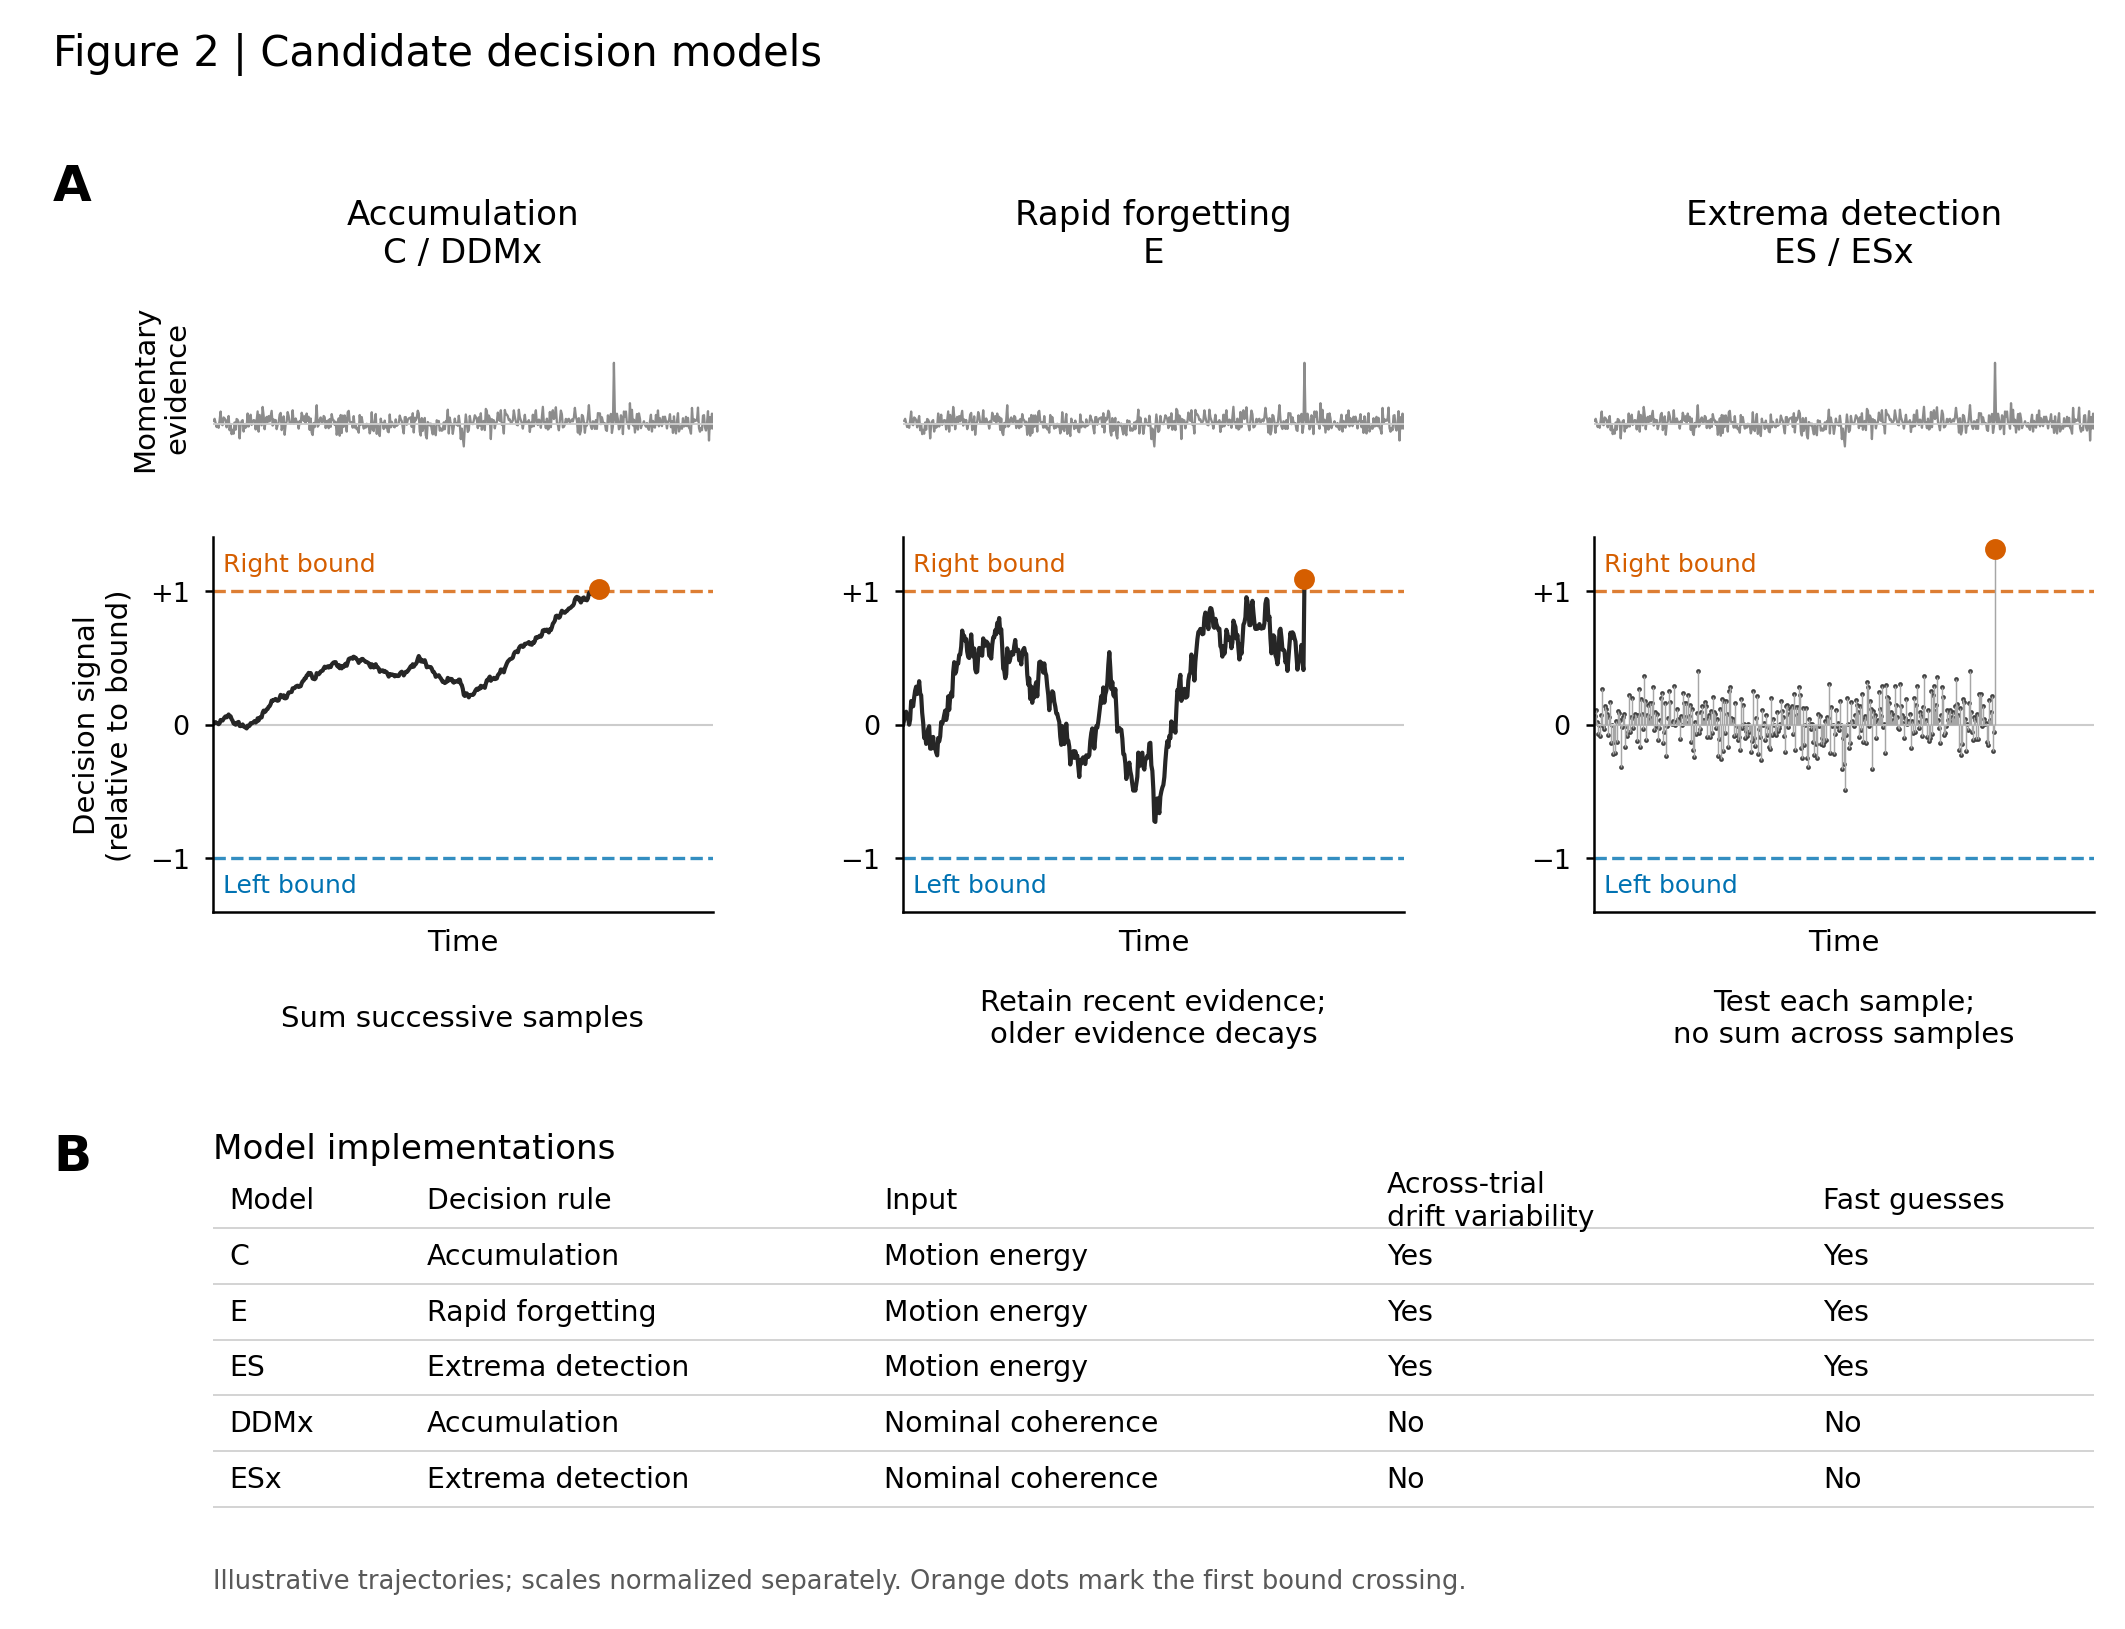 Figure 2 | Candidate decision models
A
Accumulation
C / DDMx
Rapid forgetting
E
Extrema detection
ES / ESx
Momentary
evidence
Decision signal
(relative to bound)
Right bound
+1
0
−1
Left bound
Time
Right bound
+1
0
−1
Left bound
Time
Right bound
+1
0
−1
Left bound
Time
Sum successive samples
Retain recent evidence;
older evidence decays
Test each sample;
no sum across samples
B
Model implementations
Model Decision rule Input Across-trial drift variability Fast guesses
C Accumulation Motion energy Yes Yes
E Rapid forgetting Motion energy Yes Yes
ES Extrema detection Motion energy Yes Yes
DDMx Accumulation Nominal coherence No No
ESx Extrema detection Nominal coherence No No
Illustrative trajectories; scales normalized separately. Orange dots mark the first bound crossing.